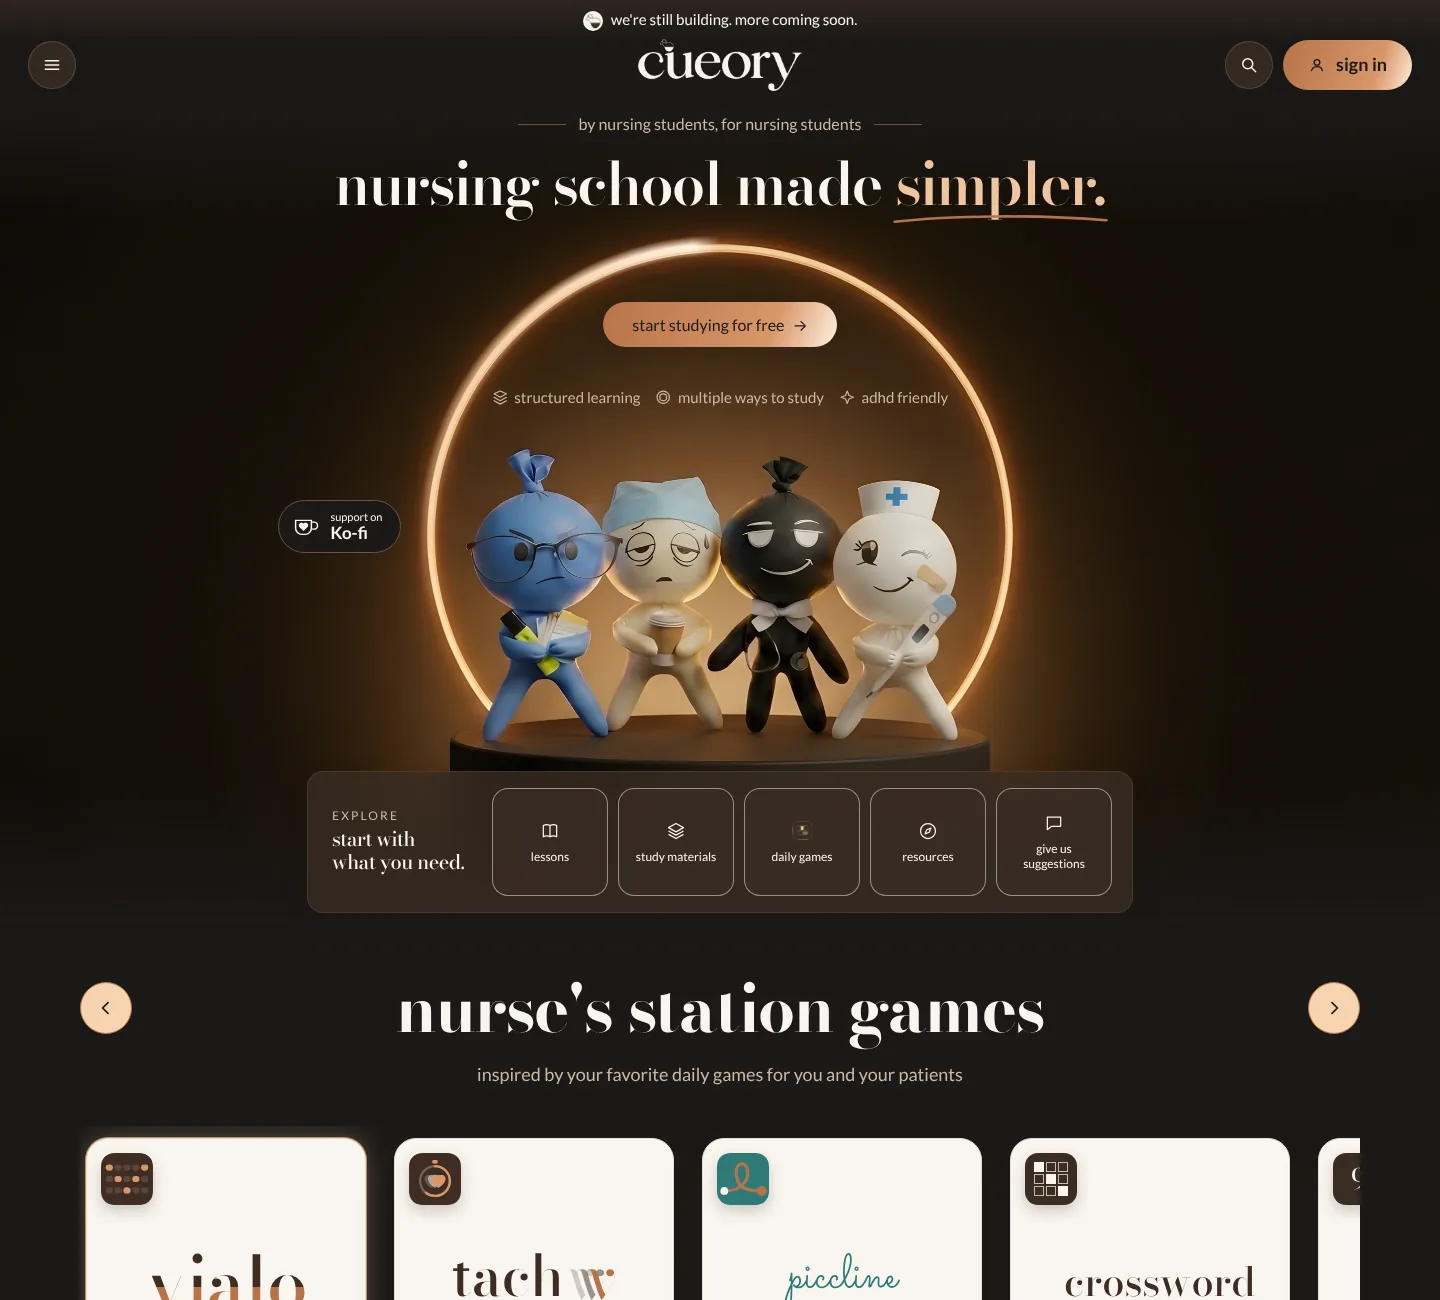 we're still building. more coming soon.
cueory
sign in
by nursing students, for nursing students
nursing school made simpler.
start studying for free
structured learning
multiple ways to study
adhd friendly
support on
Ko-fi
EXPLORE
start with
what you need.
lessons
study materials
daily games
resources
give us
suggestions
nurse's station games
inspired by your favorite daily games for you and your patients
vialo
tach
piccline
crossword